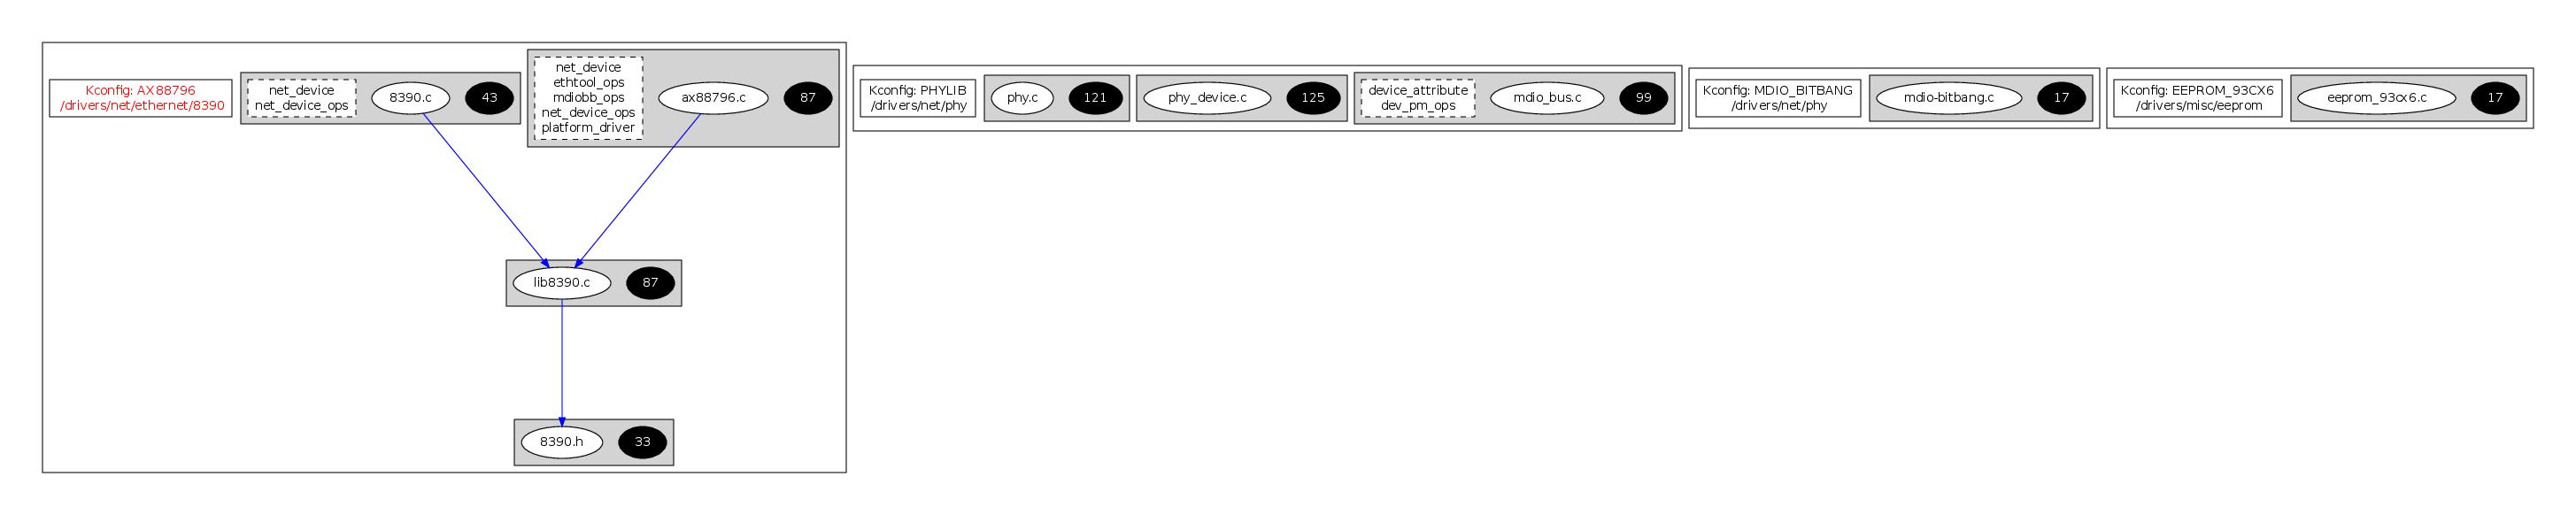 Kconfig: AX88796
/drivers/net/ethernet/8390
net_device
net_device_ops
8390.c
43
net_device
ethtool_ops
mdiobb_ops
net_device_ops
platform_driver
ax88796.c
87
lib8390.c
87
8390.h
33
Kconfig: PHYLIB
/drivers/net/phy
phy.c
121
phy_device.c
125
device_attribute
dev_pm_ops
mdio_bus.c
99
Kconfig: MDIO_BITBANG
/drivers/net/phy
mdio-bitbang.c
17
Kconfig: EEPROM_93CX6
/drivers/misc/eeprom
eeprom_93cx6.c
17